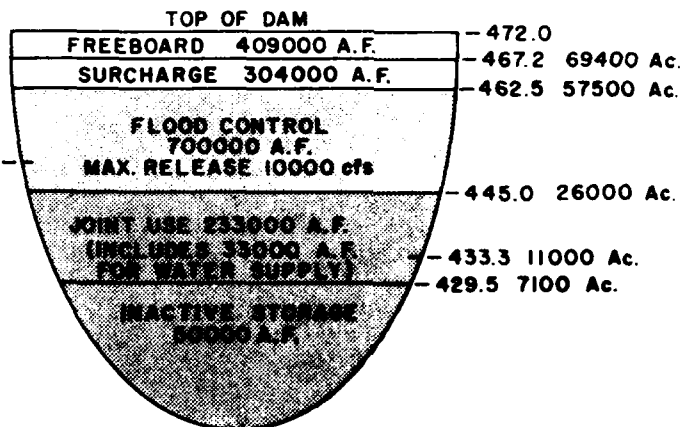 TOP OF DAM
FREEBOARD 409000 A.F.
SURCHARGE 304000 A.F.
FLOOD CONTROL
700000 A.F.
MAX. RELEASE 10000 cfs
JOINT USE 233000 A.F.
(INCLUDES 33000 A.F.
FOR WATER SUPPLY)
INACTIVE STORAGE
50000 A.F.
472.0
467.2 69400 Ac.
462.5 57500 Ac.
445.0 26000 Ac.
433.3 11000 Ac.
429.5 7100 Ac.